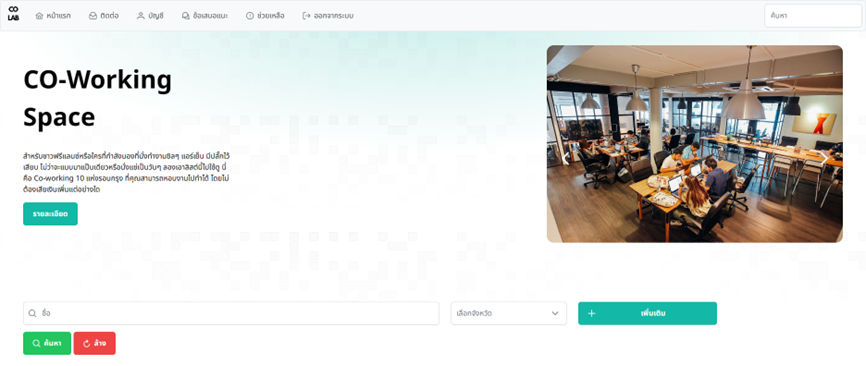 CO
LAB
หน้าแรก
ติดต่อ
บัญชี
ข้อเสนอแนะ
ช่วยเหลือ
ออกจากระบบ
ค้นหา
CO-Working
Space
สำหรับชาวฟรีแลนซ์หรือใครที่กำลังมองที่นั่งทำงานชิลๆ แอร์เย็น มีปลั๊กไว้
เสียบ ไม่ว่าจะแบบมาแป๊บเดียวหรือนั่งแช่เป็นวันๆ ลองเอาลิสต์นี้ไปใช้ดู นี่
คือ Co-working 10 แห่งรอบกรุง ที่คุณสามารถหอบงานไปทำได้ โดยไม่
ต้องเสียเงินเพิ่มแต่อย่างใด
รายละเอียด
ชื่อ
เลือกจังหวัด
เพิ่มเติม
ค้นหา
ล้าง